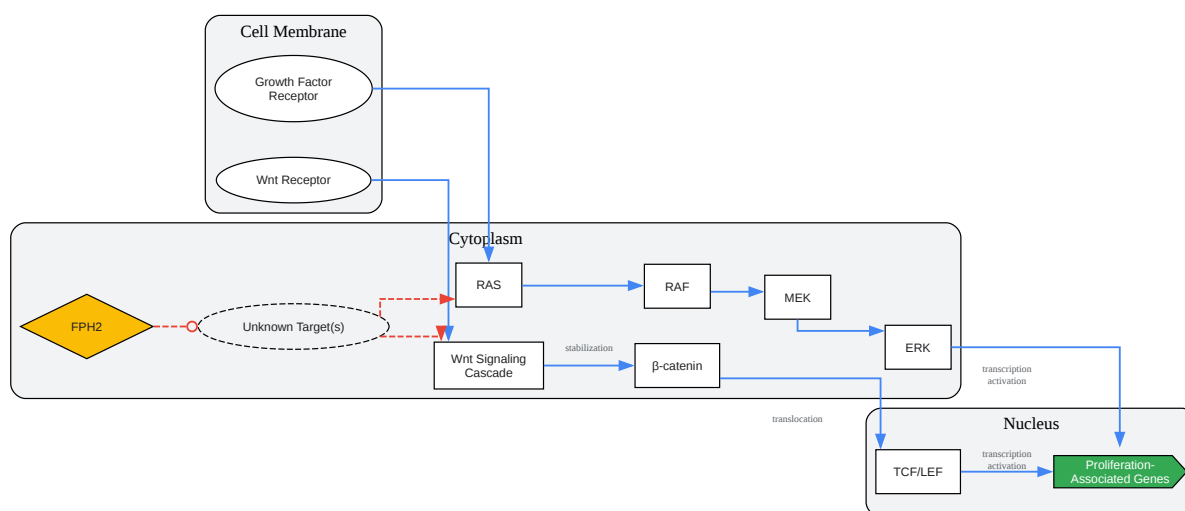 Cell Membrane
Growth Factor
Receptor
Wnt Receptor
Cytoplasm
RAS
RAF
MEK
FPH2
Unknown Target(s)
ERK
Wnt Signaling
Cascade
stabilization
β-catenin
transcription
activation
translocation
Nucleus
TCF/LEF
transcription
activation
Proliferation-
Associated Genes